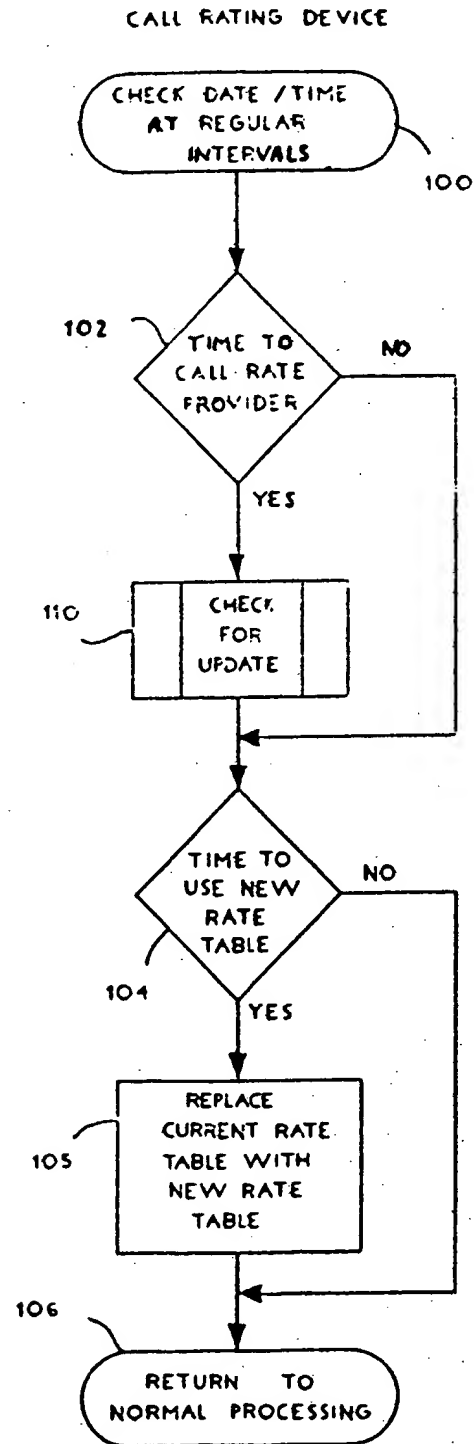 CALL RATING DEVICE
CHECK DATE / TIME
AT REGULAR
INTERVALS
100
102
TIME TO
CALL RATE
PROVIDER
NO
YES
110
CHECK
FOR
UPDATE
TIME TO
USE NEW
RATE
TABLE
NO
104
YES
105
REPLACE
CURRENT RATE
TABLE WITH
NEW RATE
TABLE
106
RETURN TO
NORMAL PROCESSING